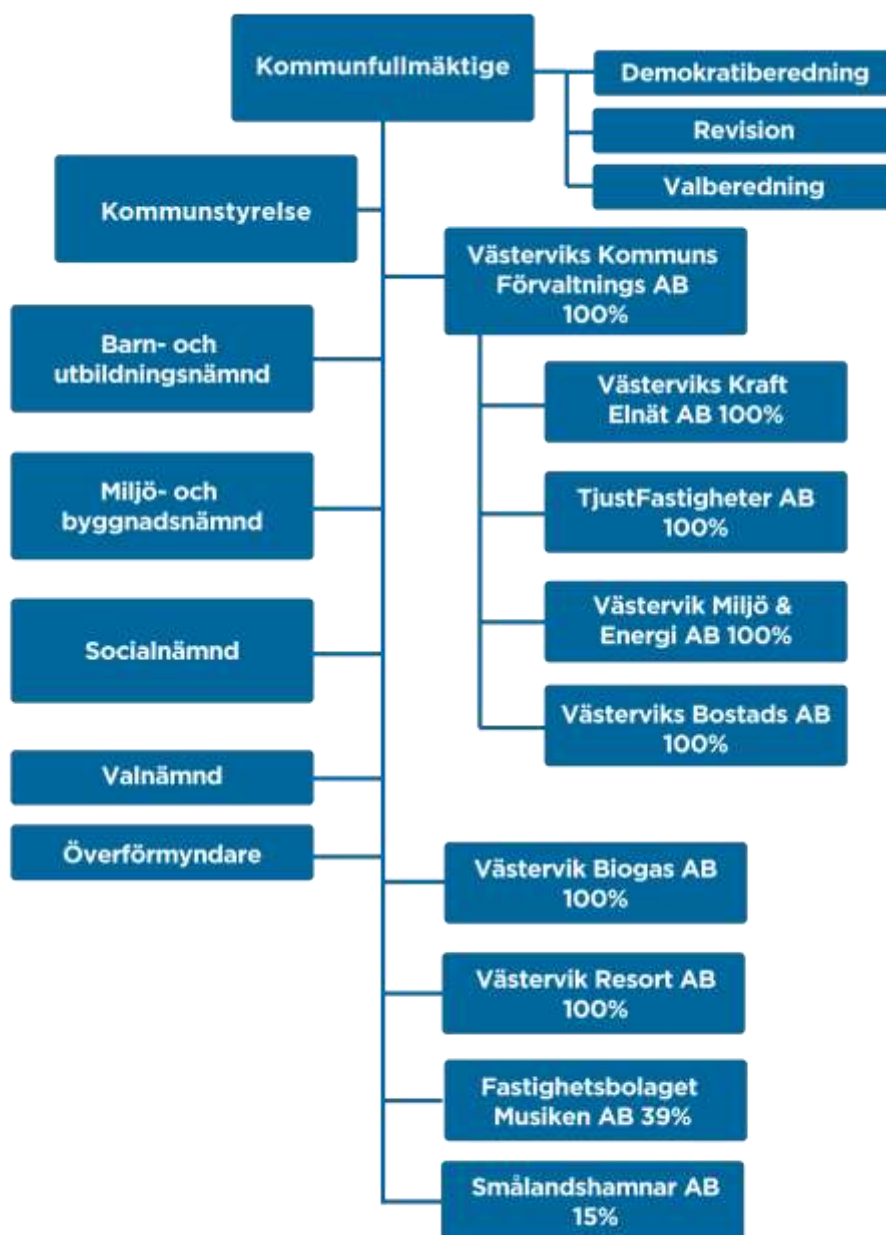 Kommunfullmäktige
Demokratiberedning
Revision
Valberedning
Kommunstyrelse
Västerviks Kommuns
Förvaltnings AB
100%
Barn- och
utbildningsnämnd
Västerviks Kraft
Elnät AB 100%
Miljö- och
byggnadsnämnd
TjustFastigheter AB
100%
Socialnämnd
Västervik Miljö &
Energi AB 100%
Västerviks Bostads AB
100%
Valnämnd
Överförmyndare
Västervik Biogas AB
100%
Västervik Resort AB
100%
Fastighetsbolaget
Musiken AB 39%
Smålandshamnar AB
15%